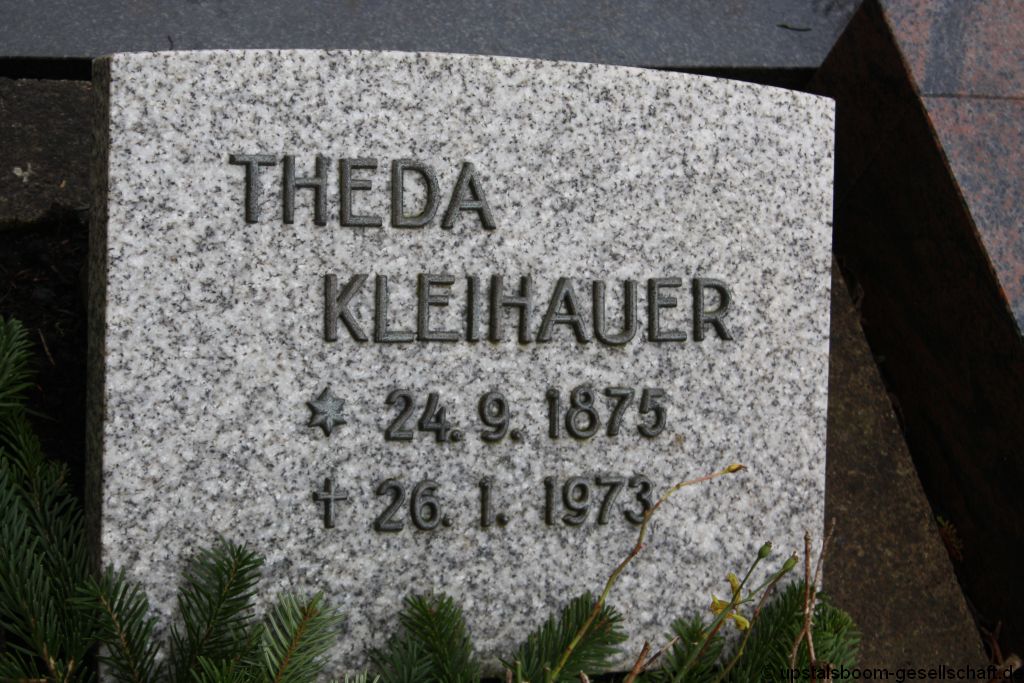 THEDA
KLEIHAUER
* 24. 9. 1875
† 26. 1. 1973
© upstalsboom-gesellschaft.de